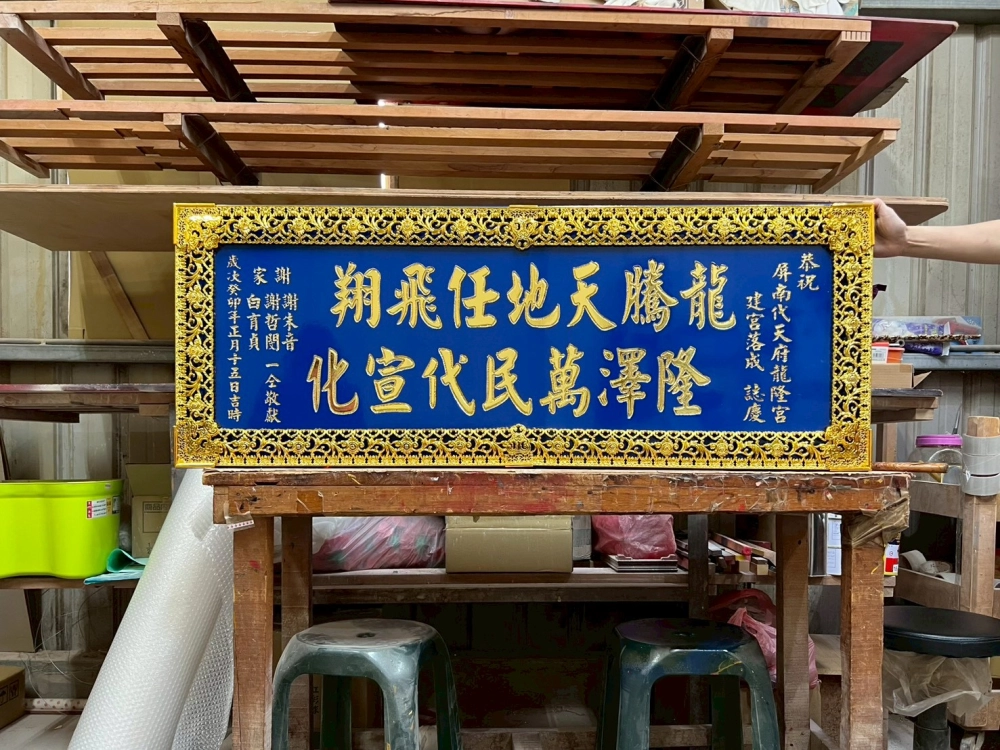 恭祝
屏南代天府龍隆宮
建宮落成 誌慶
龍騰天地任飛翔
隆澤萬民代宣化
謝 謝朱音
家 謝哲閔
白育貞
一仝敬獻
歲次癸卯年正月十五日吉時